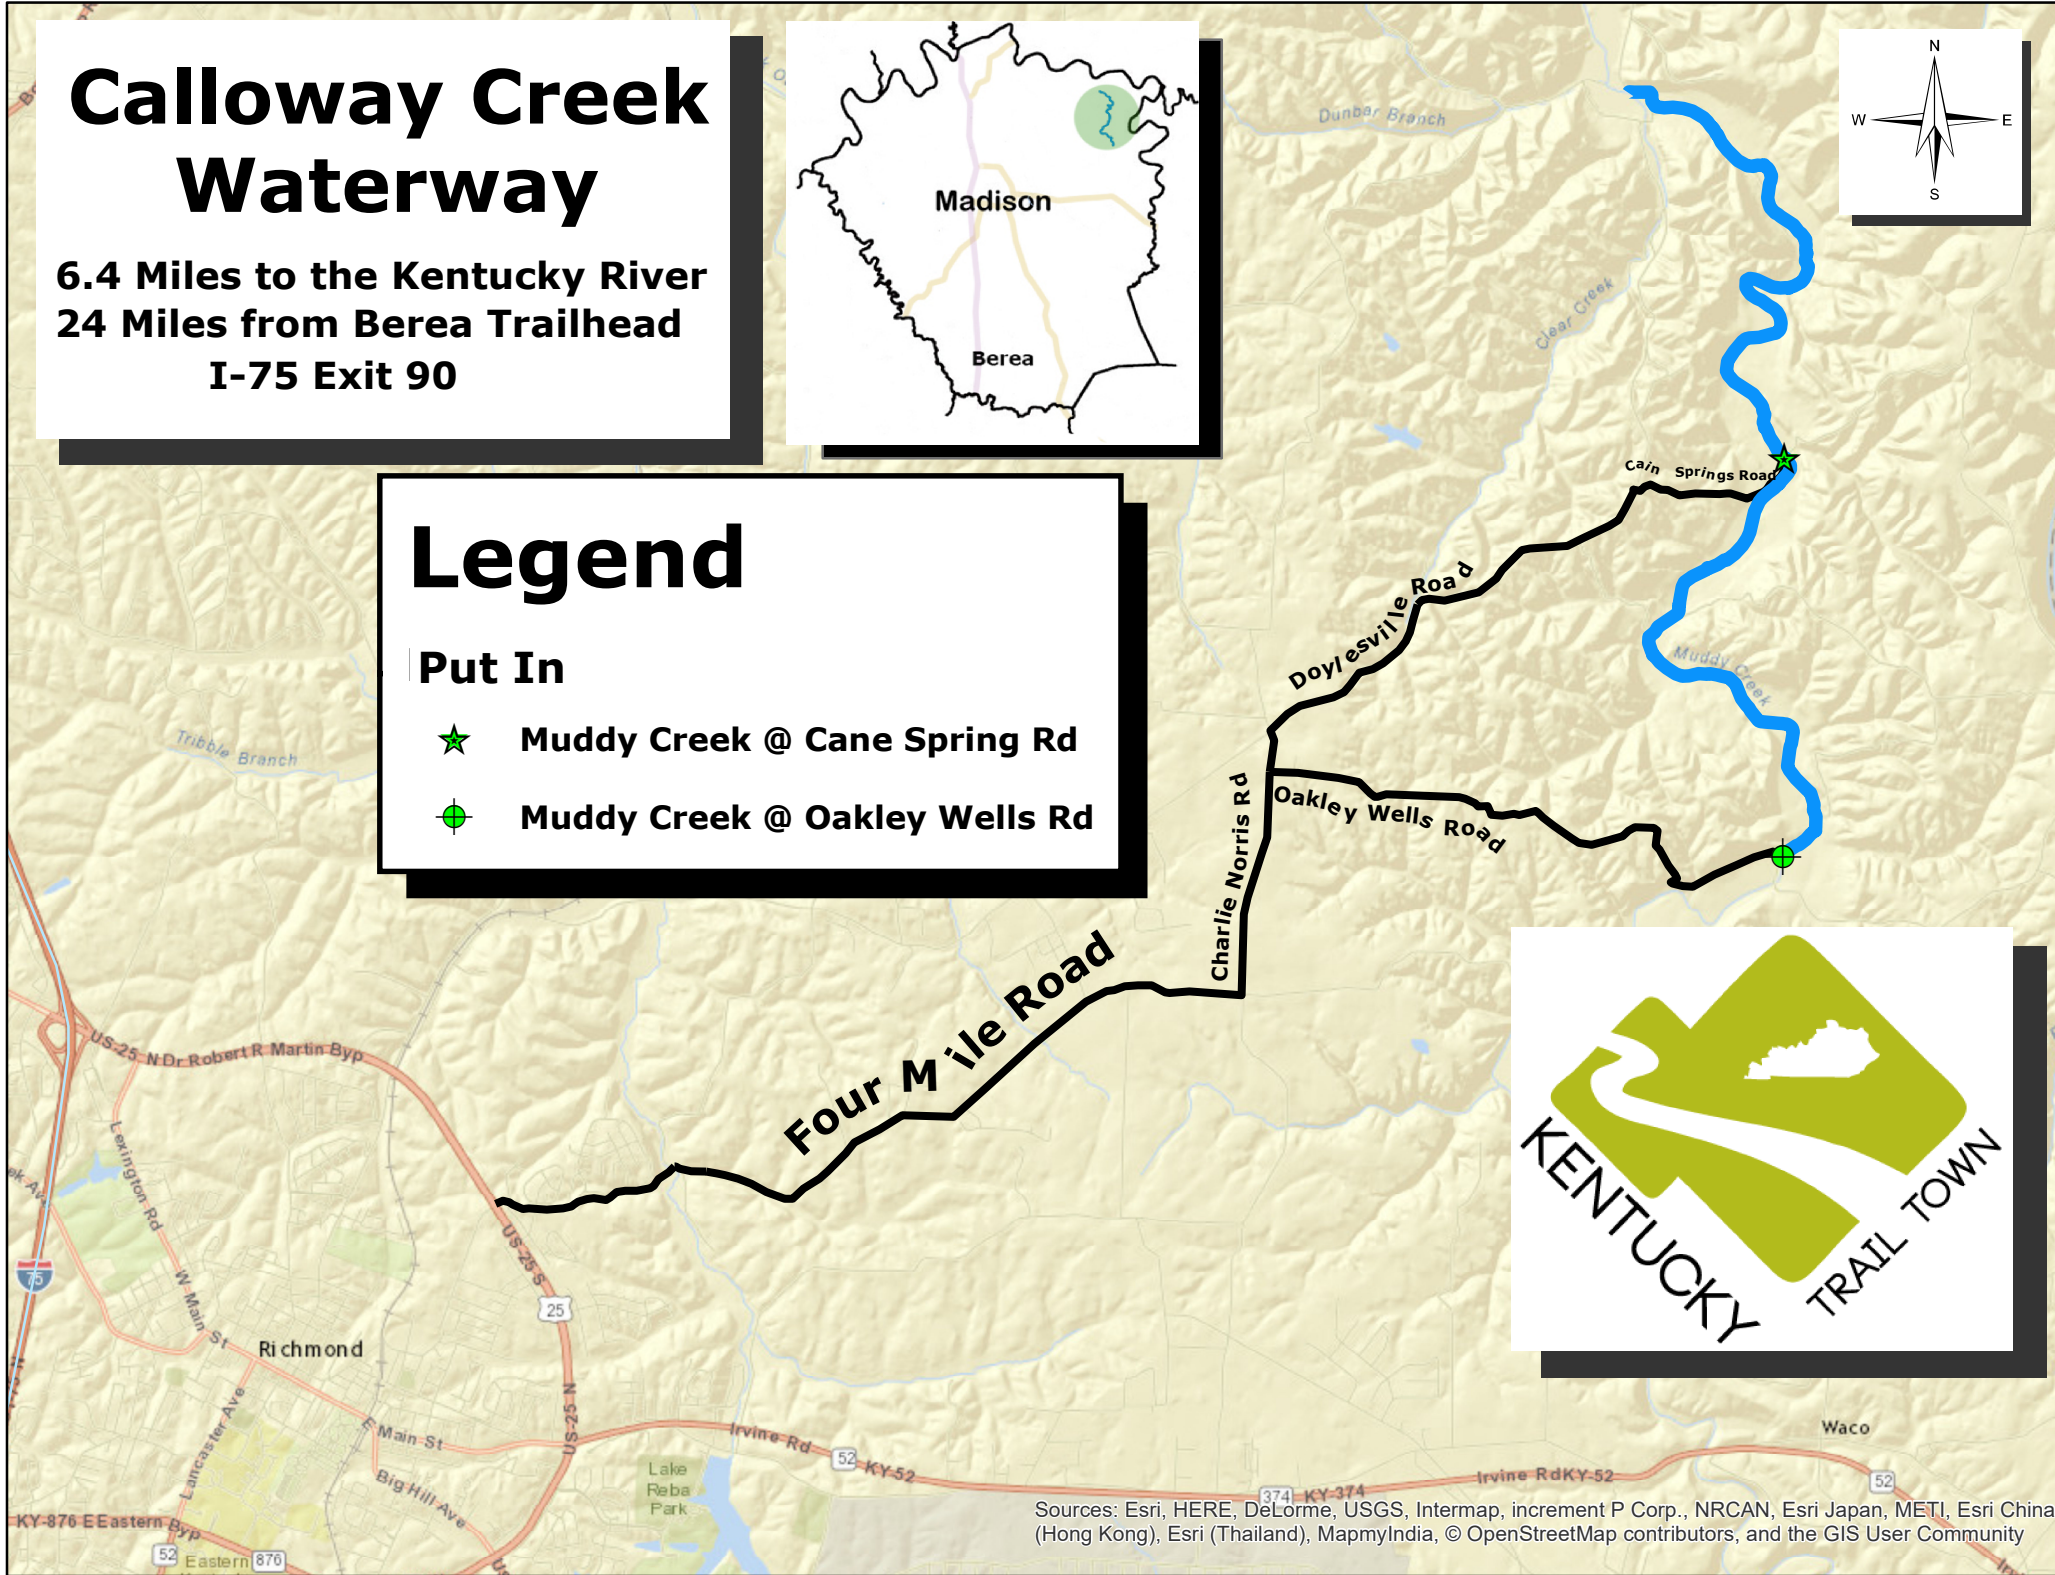 Calloway Creek
Waterway
6.4 Miles to the Kentucky River
24 Miles from Berea Trailhead
I-75 Exit 90
Madison
Berea
N
W
E
S
Dunbar Branch
Clear Creek
Cain Springs Road
Doylesville Road
Muddy Creek
Legend
Put In
Muddy Creek @ Cane Spring Rd
Muddy Creek @ Oakley Wells Rd
Tribble Branch
Oakley Wells Road
Charlie Norris Rd
Four Mile Road
US-25 N Dr Robert R Martin Byp
Lexington Rd
W Main St
75
US-25 S
25
Richmond
US-25 N
Lancaster Ave
E Main St
Big Hill Ave
Irvine Rd
52
KY-52
Lake
Reba
Park
374
KY-374
Irvine Rd KY-52
52
Waco
KY-876 E Eastern Byp
52
Eastern
876
KENTUCKY
TRAIL TOWN
Sources: Esri, HERE, DeLorme, USGS, Intermap, increment P Corp., NRCAN, Esri Japan, METI, Esri China
(Hong Kong), Esri (Thailand), MapmyIndia, © OpenStreetMap contributors, and the GIS User Community